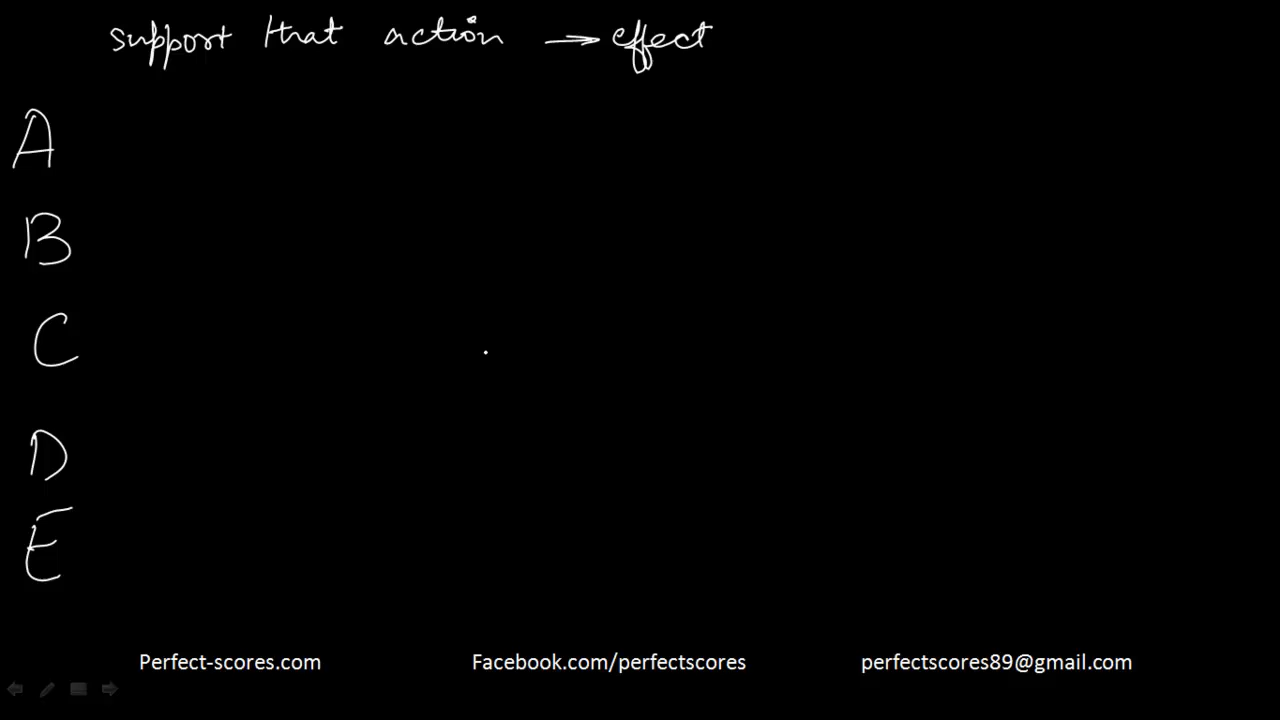 support that action → effect
A
B
C
D
E
Perfect-scores.com Facebook.com/perfectscores perfectscores89@gmail.com